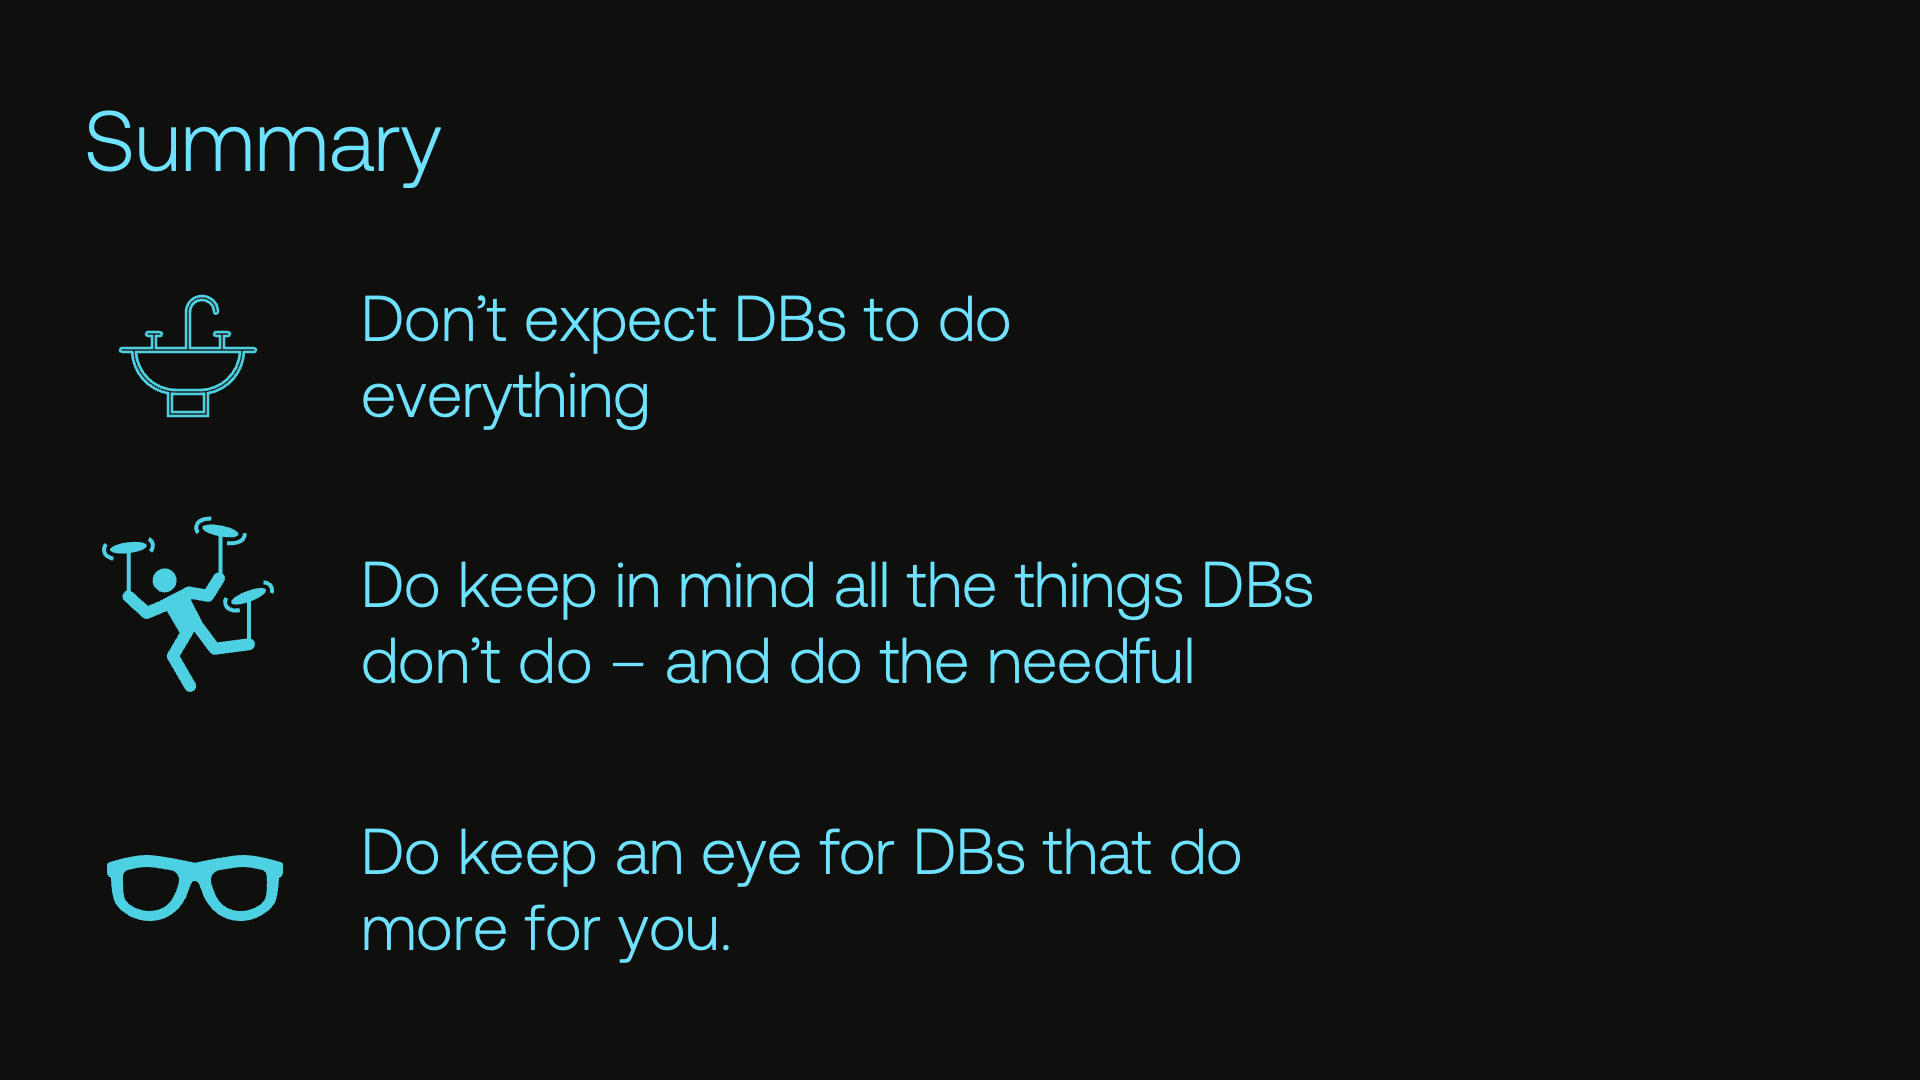 Summary
Don’t expect DBs to do
everything
Do keep in mind all the things DBs
don’t do – and do the needful
Do keep an eye for DBs that do
more for you.